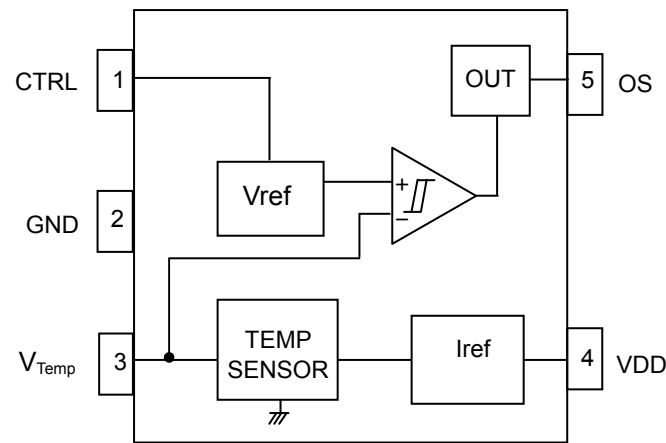 CTRL 1
OUT
5 OS
Vref
+
−
2
GND
V_Temp 3
TEMP
SENSOR
Iref
4 VDD